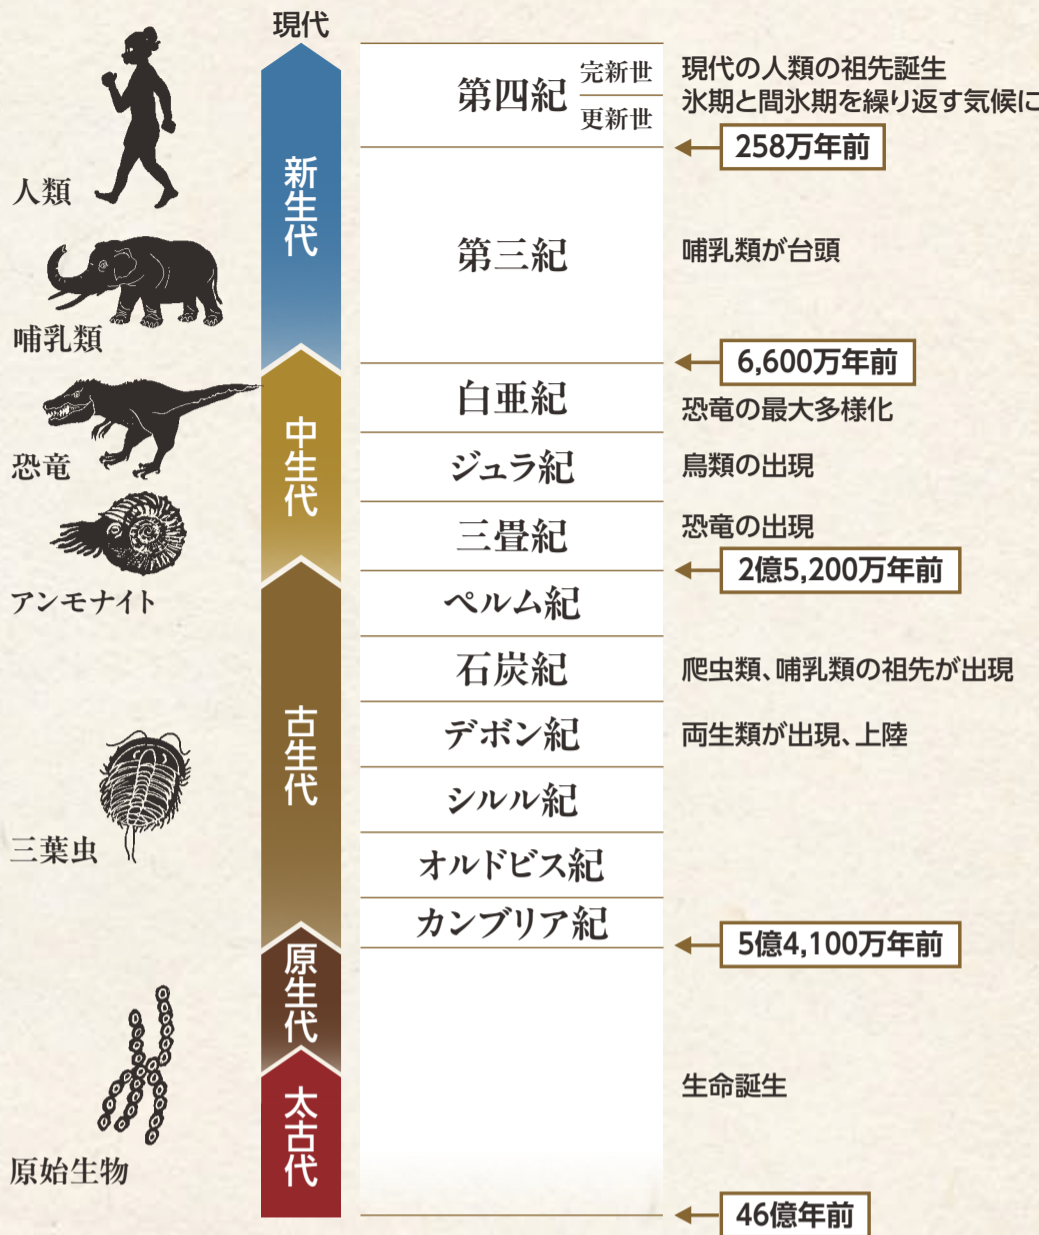 現代
第四紀
完新世
更新世
現代の人類の祖先誕生
氷期と間氷期を繰り返す気候に
258万年前
人類
新生代
第三紀
哺乳類が台頭
哺乳類
6,600万年前
白亜紀
恐竜の最大多様化
恐竜
中生代
ジュラ紀
鳥類の出現
三畳紀
恐竜の出現
2億5,200万年前
アンモナイト
ペルム紀
石炭紀
爬虫類、哺乳類の祖先が出現
古生代
デボン紀
両生類が出現、上陸
シルル紀
三葉虫
オルドビス紀
カンブリア紀
5億4,100万年前
原生代
生命誕生
太古代
原始生物
46億年前